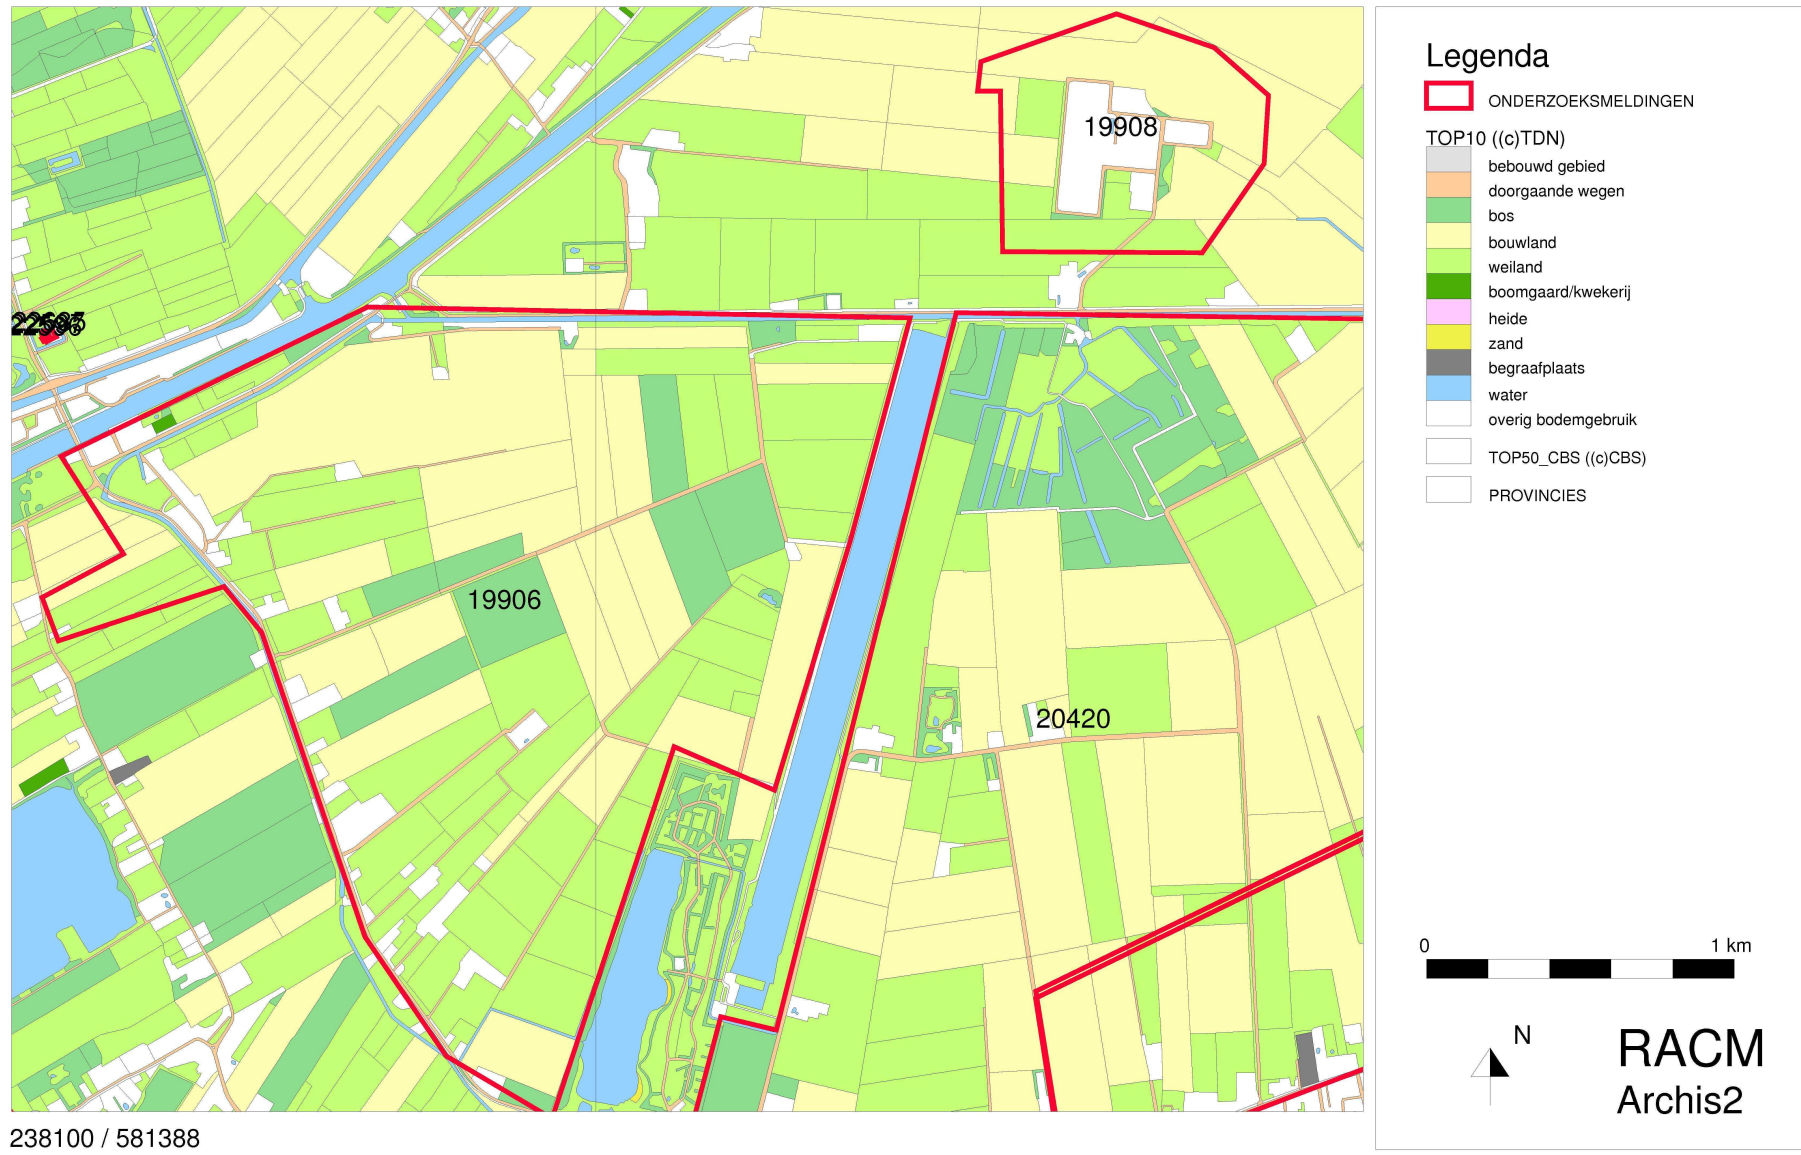 19908
19906
20420
238100 / 581388
Legenda
ONDERZOEKSMELDINGEN
TOP10 ((c)TDN)
bebouwd gebied
doorgaande wegen
bos
bouwland
weiland
boomgaard/kwekerij
heide
zand
begraafplaats
water
overig bodemgebruik
TOP50_CBS ((c)CBS)
PROVINCIES
0 1 km
N
RACM
Archis2